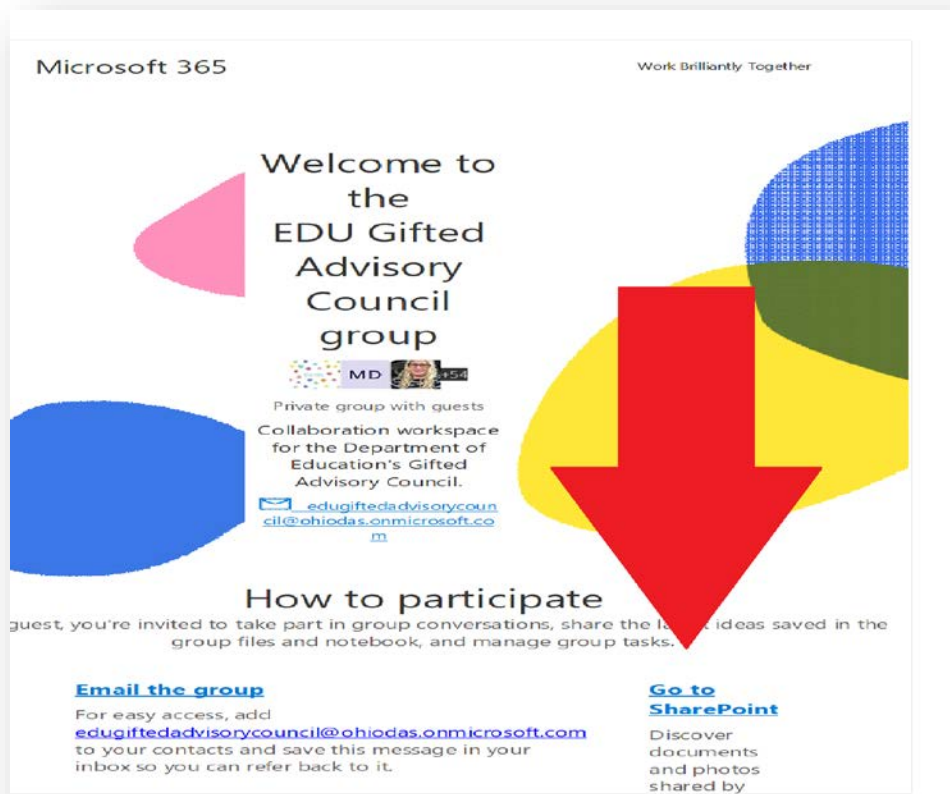 Microsoft 365
Work Brilliantly Together
Welcome to
the
EDU Gifted
Advisory
Council
group
MD +54
Private group with guests
Collaboration workspace
for the Department of
Education's Gifted
Advisory Council.
edugiftedadvisorycoun
cil@ohiodas.onmicrosoft.co
m
How to participate
guest, you're invited to take part in group conversations, share the ideas saved in the
group files and notebook, and manage group tasks.
Email the group
For easy access, add
edugiftedadvisorycouncil@ohiodas.onmicrosoft.com
to your contacts and save this message in your
inbox so you can refer back to it.
Go to
SharePoint
Discover
documents
and photos
shared by